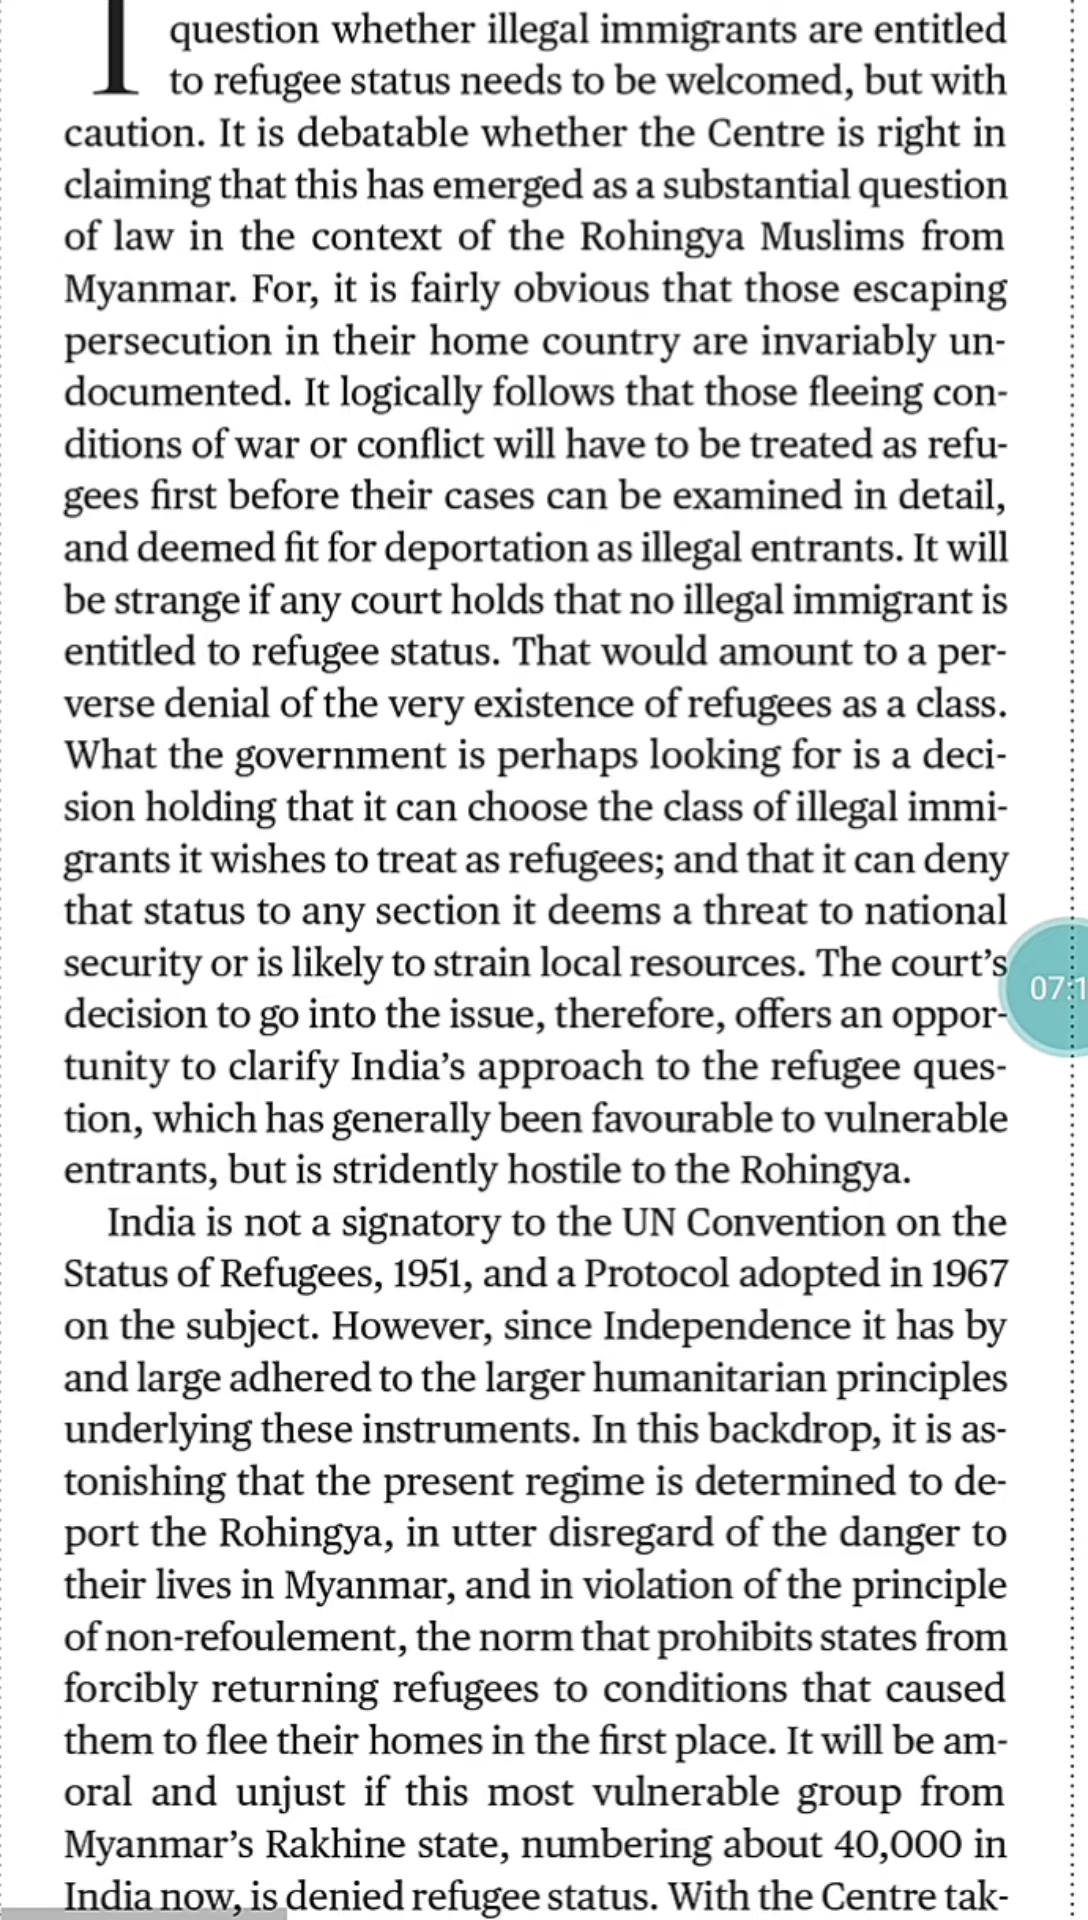 I question whether illegal immigrants are entitled
to refugee status needs to be welcomed, but with
caution. It is debatable whether the Centre is right in
claiming that this has emerged as a substantial question
of law in the context of the Rohingya Muslims from
Myanmar. For, it is fairly obvious that those escaping
persecution in their home country are invariably un-
documented. It logically follows that those fleeing con-
ditions of war or conflict will have to be treated as refu-
gees first before their cases can be examined in detail,
and deemed fit for deportation as illegal entrants. It will
be strange if any court holds that no illegal immigrant is
entitled to refugee status. That would amount to a per-
verse denial of the very existence of refugees as a class.
What the government is perhaps looking for is a deci-
sion holding that it can choose the class of illegal immi-
grants it wishes to treat as refugees; and that it can deny
that status to any section it deems a threat to national
security or is likely to strain local resources. The court’s
decision to go into the issue, therefore, offers an oppor-
tunity to clarify India’s approach to the refugee ques-
tion, which has generally been favourable to vulnerable
entrants, but is stridently hostile to the Rohingya.
India is not a signatory to the UN Convention on the
Status of Refugees, 1951, and a Protocol adopted in 1967
on the subject. However, since Independence it has by
and large adhered to the larger humanitarian principles
underlying these instruments. In this backdrop, it is as-
tonishing that the present regime is determined to de-
port the Rohingya, in utter disregard of the danger to
their lives in Myanmar, and in violation of the principle
of non-refoulement, the norm that prohibits states from
forcibly returning refugees to conditions that caused
them to flee their homes in the first place. It will be am-
oral and unjust if this most vulnerable group from
Myanmar’s Rakhine state, numbering about 40,000 in
India now, is denied refugee status. With the Centre tak-
07:1